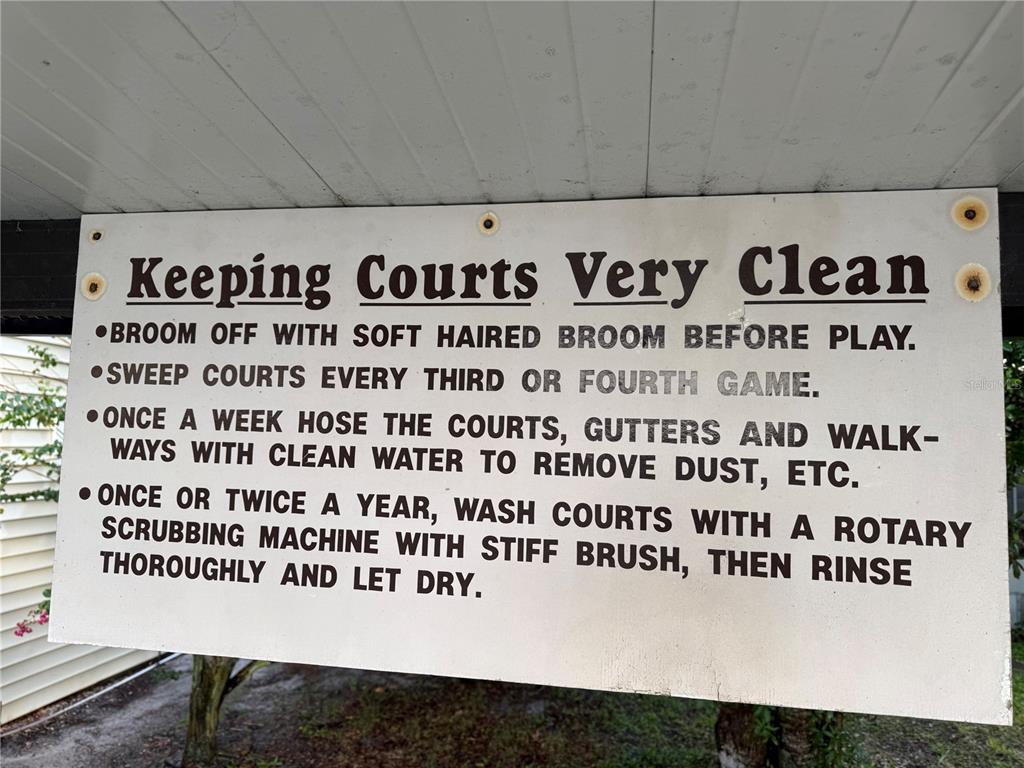 Keeping Courts Very Clean
•BROOM OFF WITH SOFT HAIRED BROOM BEFORE PLAY.
•SWEEP COURTS EVERY THIRD OR FOURTH GAME.
•ONCE A WEEK HOSE THE COURTS, GUTTERS AND WALK-
WAYS WITH CLEAN WATER TO REMOVE DUST, ETC.
•ONCE OR TWICE A YEAR, WASH COURTS WITH A ROTARY
SCRUBBING MACHINE WITH STIFF BRUSH, THEN RINSE
THOROUGHLY AND LET DRY.
Stellar MLS